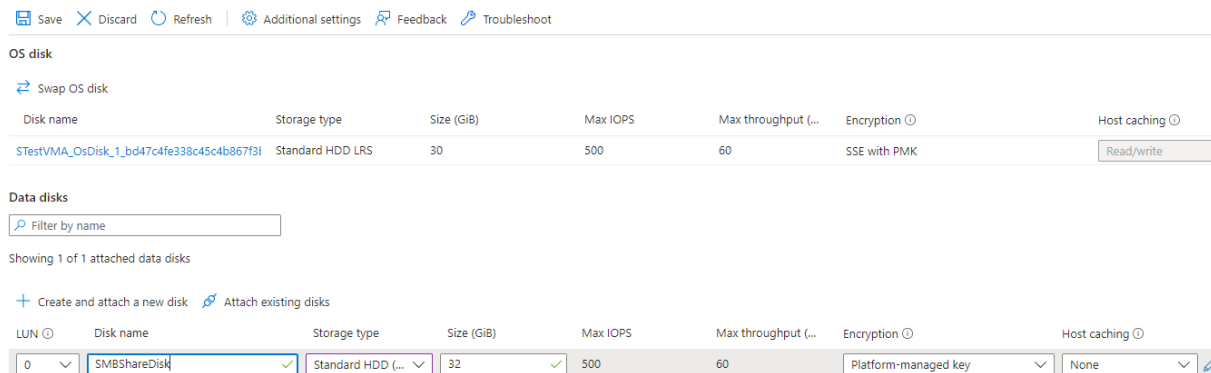 Save Discard Refresh Additional settings Feedback Troubleshoot
OS disk
Swap OS disk
Disk name Storage type Size (GiB) Max IOPS Max throughput (... Encryption Host caching
STestVMA_OsDisk_1_bd47c4fe338c45c4b867f3b Standard HDD LRS 30 500 60 SSE with PMK Read/write
Data disks
Filter by name
Showing 1 of 1 attached data disks
Create and attach a new disk Attach existing disks
LUN Disk name Storage type Size (GiB) Max IOPS Max throughput (... Encryption Host caching
0 SMBShareDisk Standard HDD (... 32 500 60 Platform-managed key None